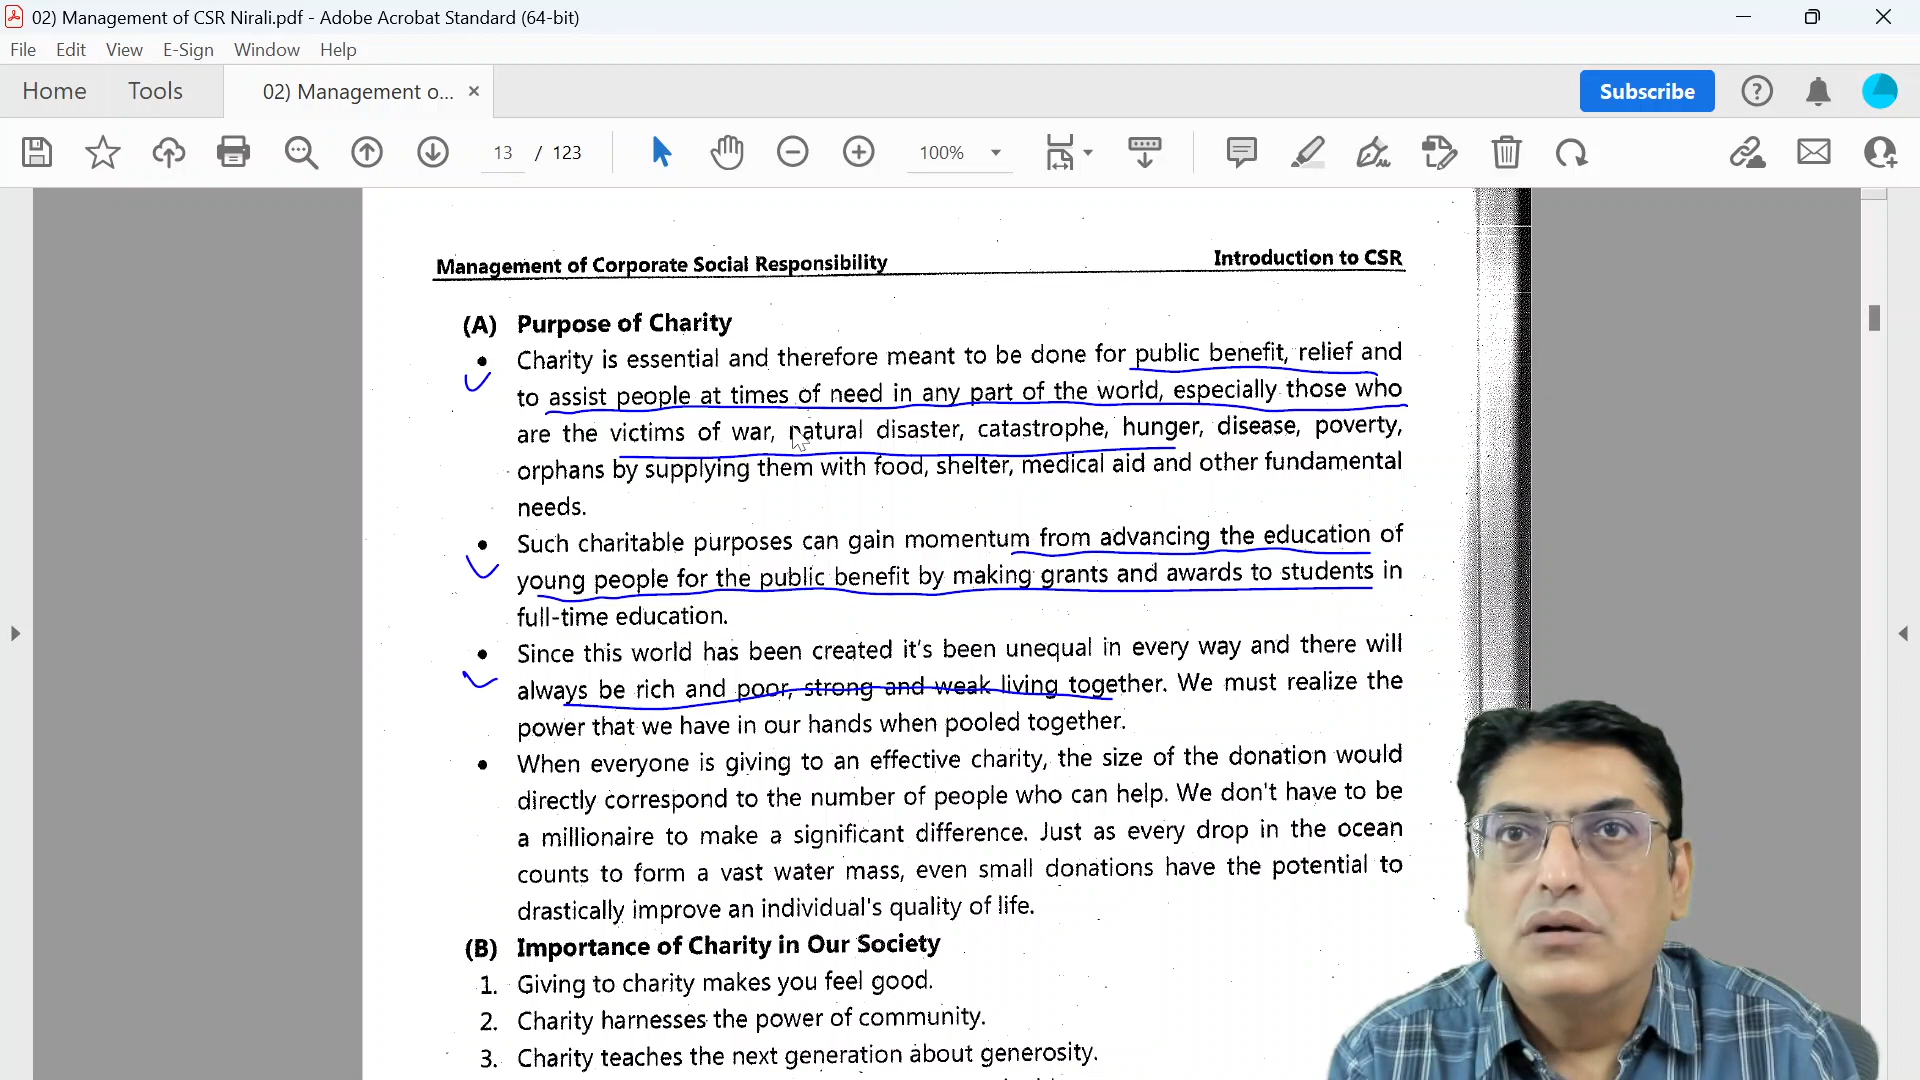 02) Management of CSR Nirali.pdf - Adobe Acrobat Standard (64-bit)
File Edit View E-Sign Window Help
Home Tools 02) Management o... × Subscribe
13 / 123 100%
Management of Corporate Social Responsibility Introduction to CSR
(A) Purpose of Charity
• Charity is essential and therefore meant to be done for public benefit, relief and
to assist people at times of need in any part of the world, especially those who
are the victims of war, natural disaster, catastrophe, hunger, disease, poverty,
orphans by supplying them with food, shelter, medical aid and other fundamental
needs.
• Such charitable purposes can gain momentum from advancing the education of
young people for the public benefit by making grants and awards to students in
full-time education.
• Since this world has been created it's been unequal in every way and there will
always be rich and poor, strong and weak living together. We must realize the
power that we have in our hands when pooled together.
• When everyone is giving to an effective charity, the size of the donation would
directly correspond to the number of people who can help. We don't have to be
a millionaire to make a significant difference. Just as every drop in the ocean
counts to form a vast water mass, even small donations have the potential to
drastically improve an individual's quality of life.
(B) Importance of Charity in Our Society
1. Giving to charity makes you feel good.
2. Charity harnesses the power of community.
3. Charity teaches the next generation about generosity.